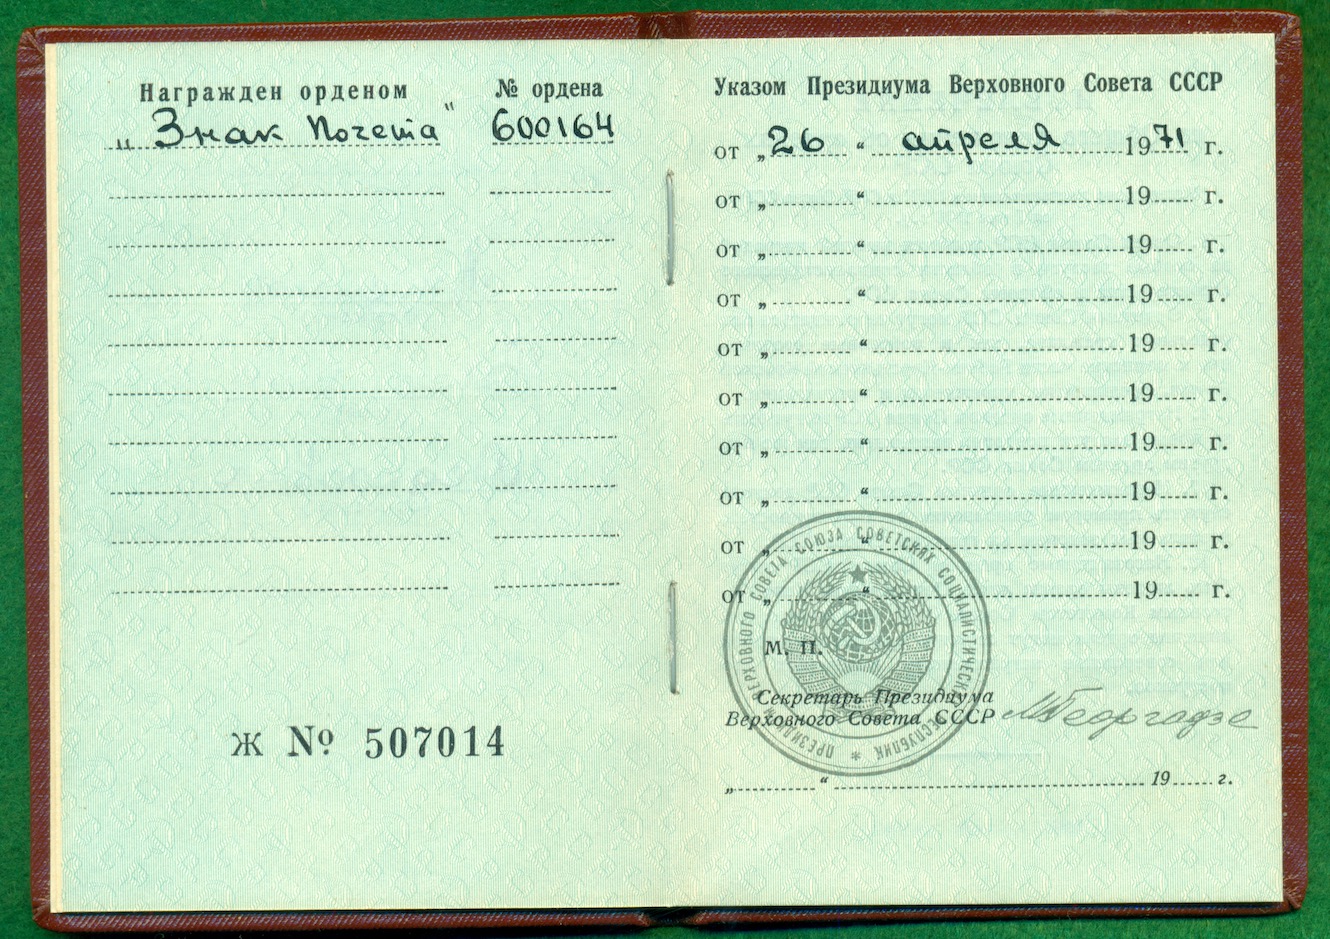 Награжден орденом
№ ордена
„Знак Почета“
600164
Ж № 507014
Указом Президиума Верховного Совета СССР
от „26“ апреля 1971 г.
от „ “ 19 г.
от „ “ 19 г.
от „ “ 19 г.
от „ “ 19 г.
от „ “ 19 г.
от „ “ 19 г.
от „ “ 19 г.
от „ “ 19 г.
от „ “ 19 г.
М. П.
ПРЕЗИДИУМ ВЕРХОВНОГО СОВЕТА СОЮЗА СОВЕТСКИХ СОЦИАЛИСТИЧЕСКИХ РЕСПУБЛИК
Секретарь Президиума
Верховного Совета СССР
МГеоргадзе
„ “ 19 г.